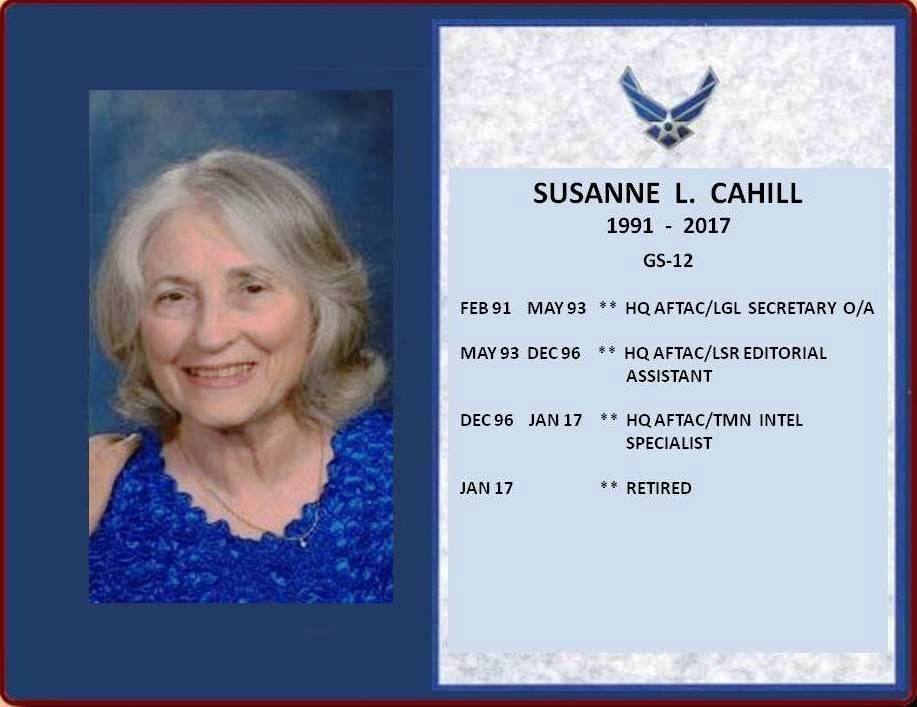 SUSANNE L. CAHILL
1991 - 2017
GS-12
FEB 91 MAY 93 ** HQ AFTAC/LGL SECRETARY O/A
MAY 93 DEC 96 ** HQ AFTAC/LSR EDITORIAL
ASSISTANT
DEC 96 JAN 17 ** HQ AFTAC/TMN INTEL
SPECIALIST
JAN 17 ** RETIRED